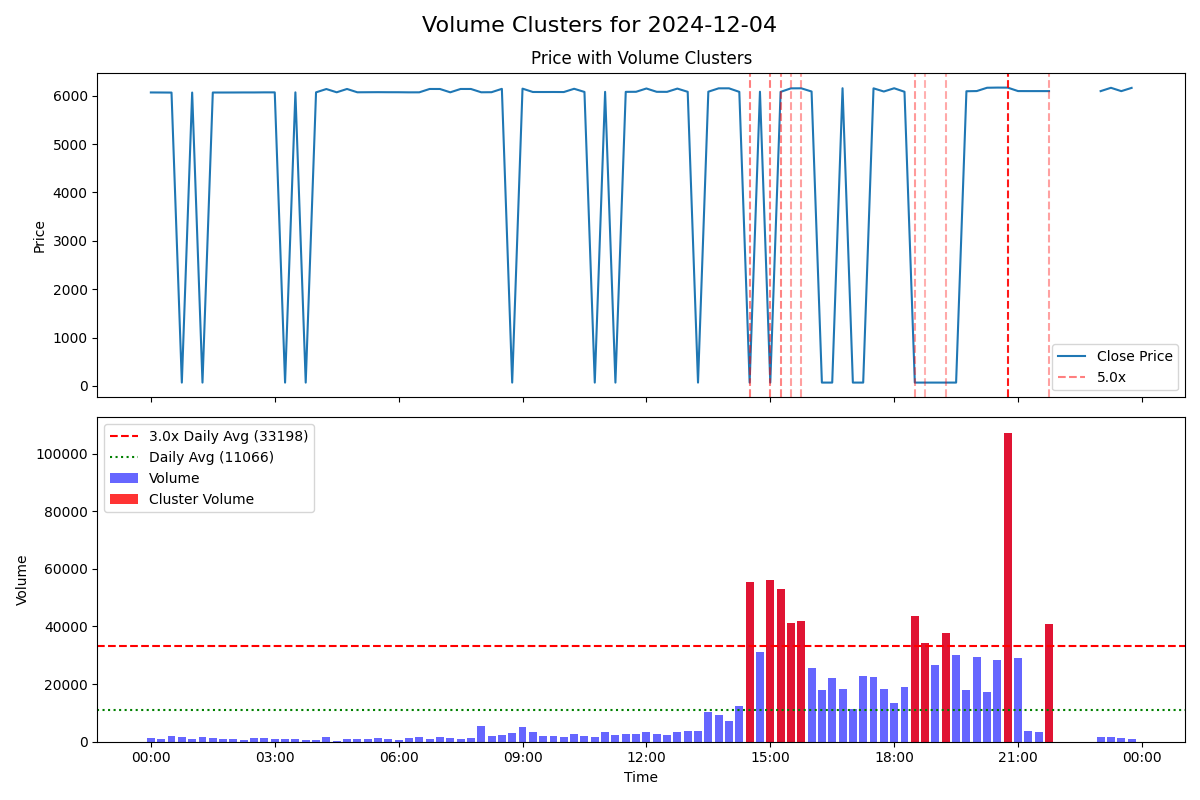 Volume Clusters for 2024-12-04
Price with Volume Clusters
6000
5000
4000
3000
2000
1000
0
Price
Close Price
5.0x
3.0x Daily Avg (33198)
Daily Avg (11066)
Volume
Cluster Volume
100000
80000
60000
40000
20000
0
Volume
00:00 03:00 06:00 09:00 12:00 15:00 18:00 21:00 00:00
Time